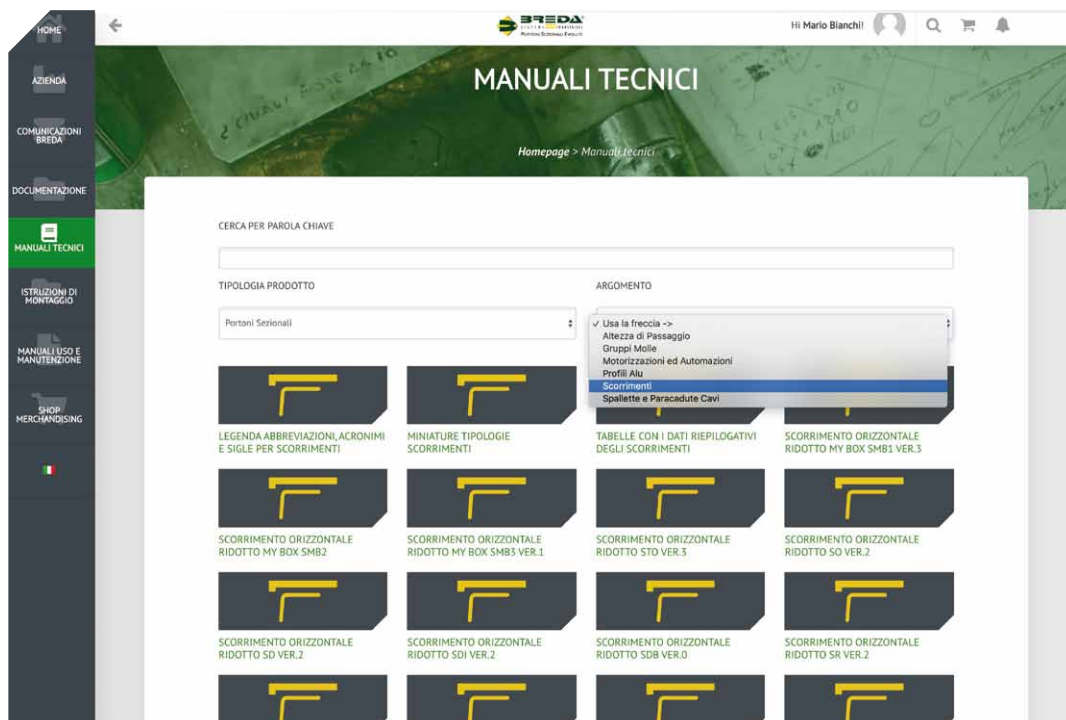 HOME
AZIENDA
COMUNICAZIONI
BREDA
DOCUMENTAZIONE
MANUALI TECNICI
ISTRUZIONI DI
MONTAGGIO
MANUALI USO E
MANUTENZIONE
SHOP
MERCHANDISING
BREDA
Hi Mario Bianchi!
MANUALI TECNICI
Homepage > Manuali tecnici
CERCA PER PAROLA CHIAVE
TIPOLOGIA PRODOTTO
ARGOMENTO
Portoni Sezionali
✓ Usa la freccia ->
Altezza di Passaggio
Gruppi Molle
Motorizzazioni ed Automazioni
Profili Alu
Scorrimenti
Spallette e Paracadute Cavi
LEGENDA ABBREVIAZIONI, ACRONIMI
E SIGLE PER SCORRIMENTI
MINIATURE TIPOLOGIE
SCORRIMENTI
TABELLE CON I DATI RIEPILOGATIVI
DEGLI SCORRIMENTI
SCORRIMENTO ORIZZONTALE
RIDOTTO MY BOX SMB1 VER.3
SCORRIMENTO ORIZZONTALE
RIDOTTO MY BOX SMB2
SCORRIMENTO ORIZZONTALE
RIDOTTO MY BOX SMB3 VER.1
SCORRIMENTO ORIZZONTALE
RIDOTTO STO VER.3
SCORRIMENTO ORIZZONTALE
RIDOTTO SO VER.2
SCORRIMENTO ORIZZONTALE
RIDOTTO SD VER.2
SCORRIMENTO ORIZZONTALE
RIDOTTO SDI VER.2
SCORRIMENTO ORIZZONTALE
RIDOTTO SDB VER.0
SCORRIMENTO ORIZZONTALE
RIDOTTO SR VER.2